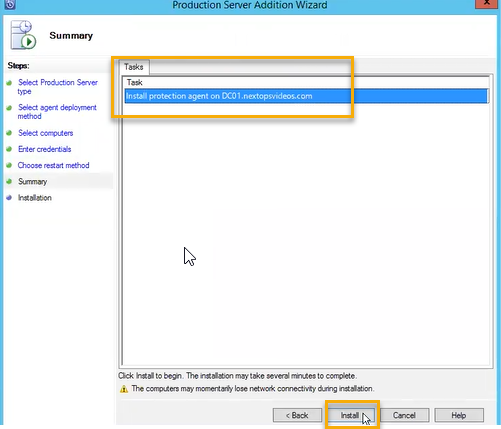 Production Server Addition Wizard
Summary
Steps:
Select Production Server
type
Select agent deployment
method
Select computers
Enter credentials
Choose restart method
Summary
Installation
Tasks
Task
Install protection agent on DC01.nextopsvideos.com
Click Install to begin. The installation may take several minutes to complete.
The computers may momentarily lose network connectivity during installation.
< Back
Install
Cancel
Help